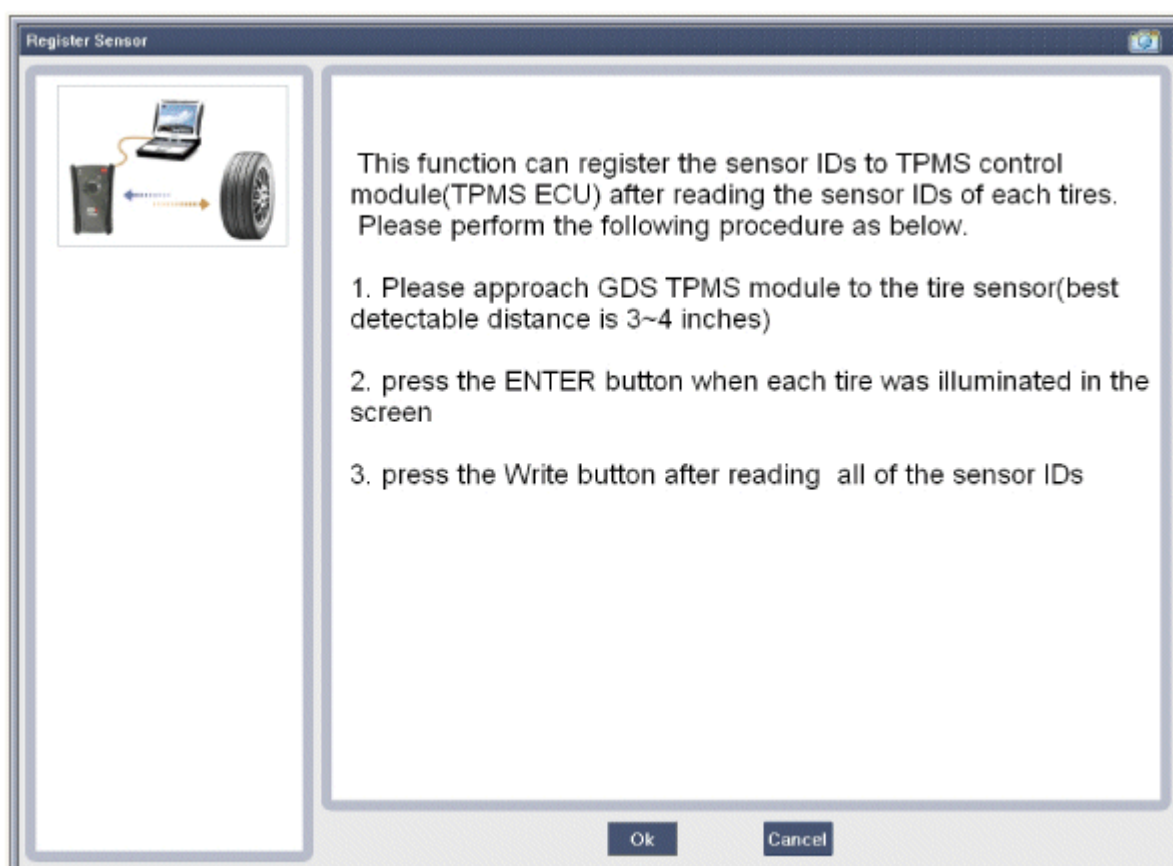 Register Sensor
This function can register the sensor IDs to TPMS control
module(TPMS ECU) after reading the sensor IDs of each tires.
Please perform the following procedure as below.
1. Please approach GDS TPMS module to the tire sensor(best
detectable distance is 3~4 inches)
2. press the ENTER button when each tire was illuminated in the
screen
3. press the Write button after reading  all of the sensor IDs
Ok
Cancel